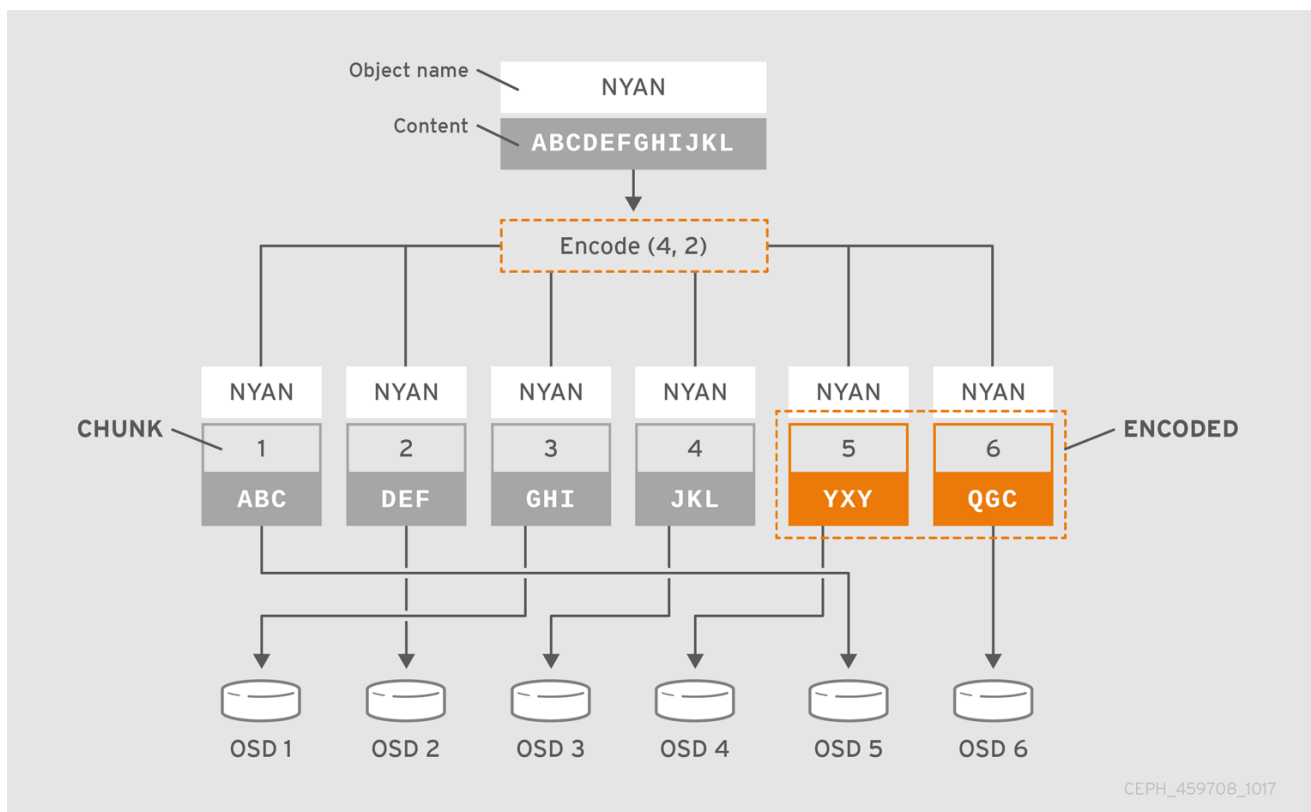 Object name
NYAN
Content
ABCDEFGHIJKL
Encode (4, 2)
NYAN NYAN NYAN NYAN NYAN NYAN
CHUNK
1 2 3 4 5 6
ENCODED
ABC DEF GHI JKL YXY QGC
OSD 1 OSD 2 OSD 3 OSD 4 OSD 5 OSD 6
CEPH_459708_1017